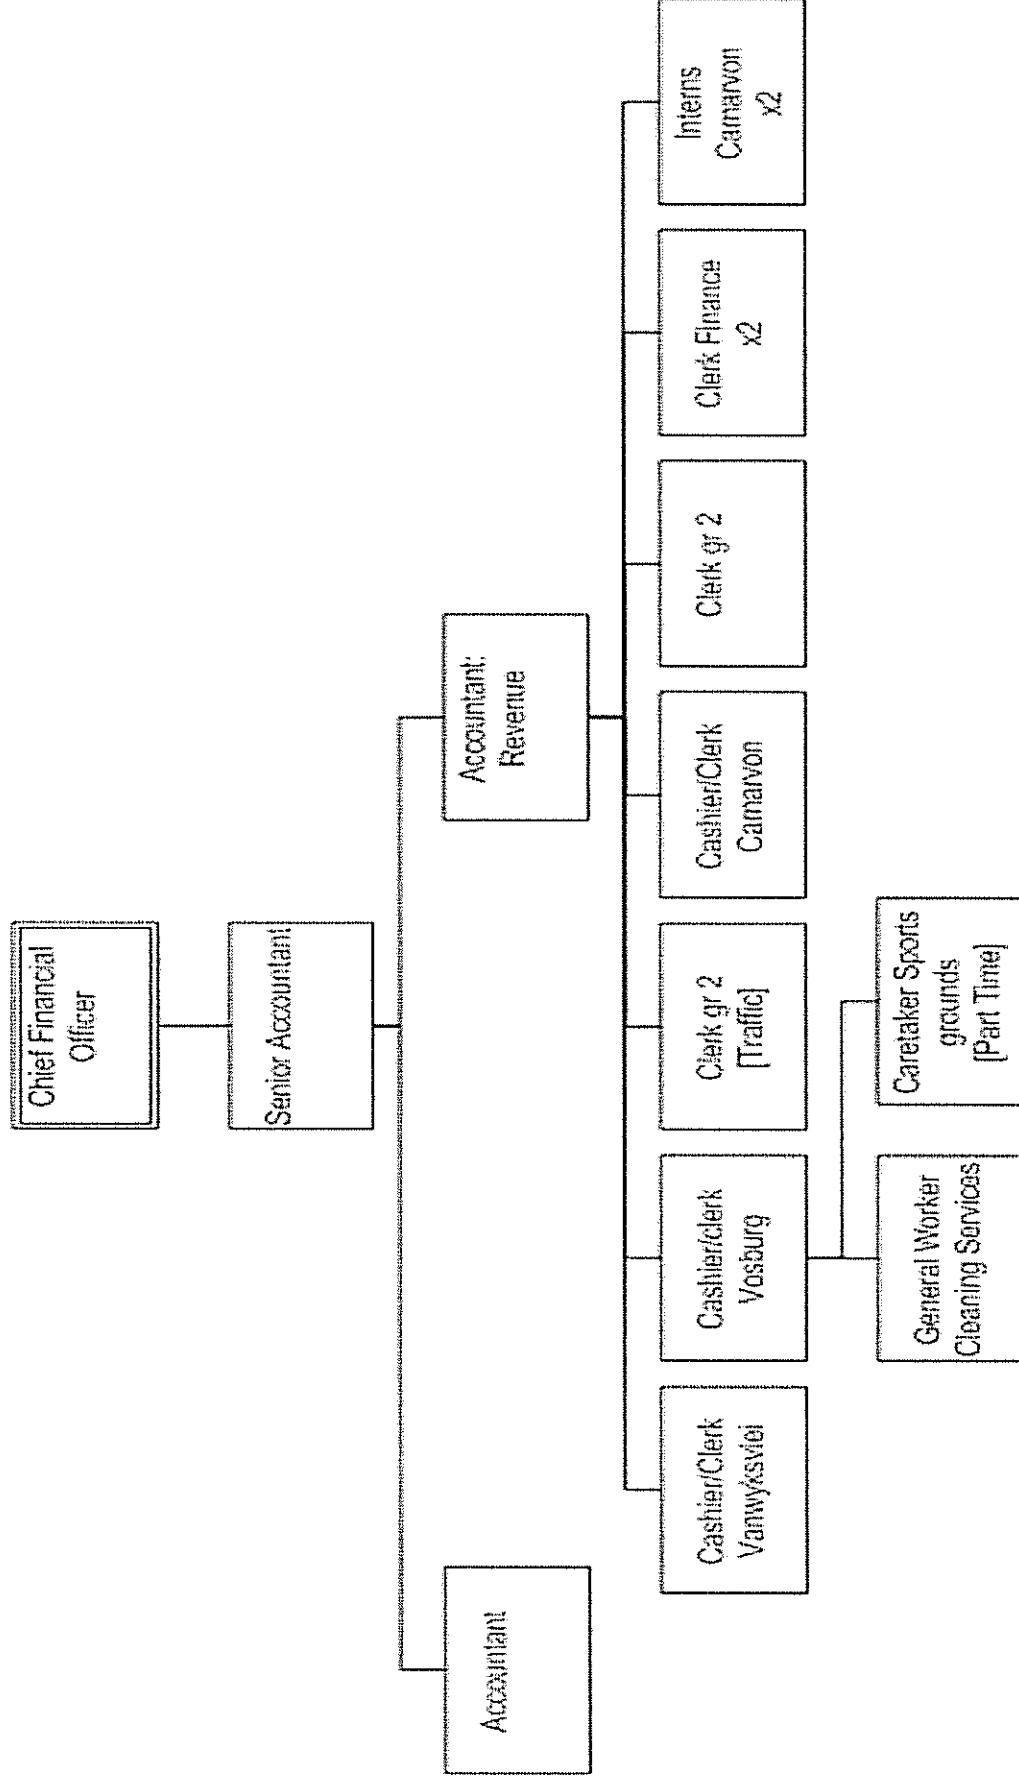 Chief Financial
Officer
Senior Accountant
Accountant
Accountant:
Revenue
Cashier/Clerk
Vanwyksvlei
Cashier/clerk
Vosburg
Clerk gr 2
[Traffic]
Cashier/Clerk
Carnarvon
Clerk gr 2
Clerk Finance
x2
Interns
Carnarvon
x2
General Worker
Cleaning Services
Caretaker Sports
grounds
[Part Time]